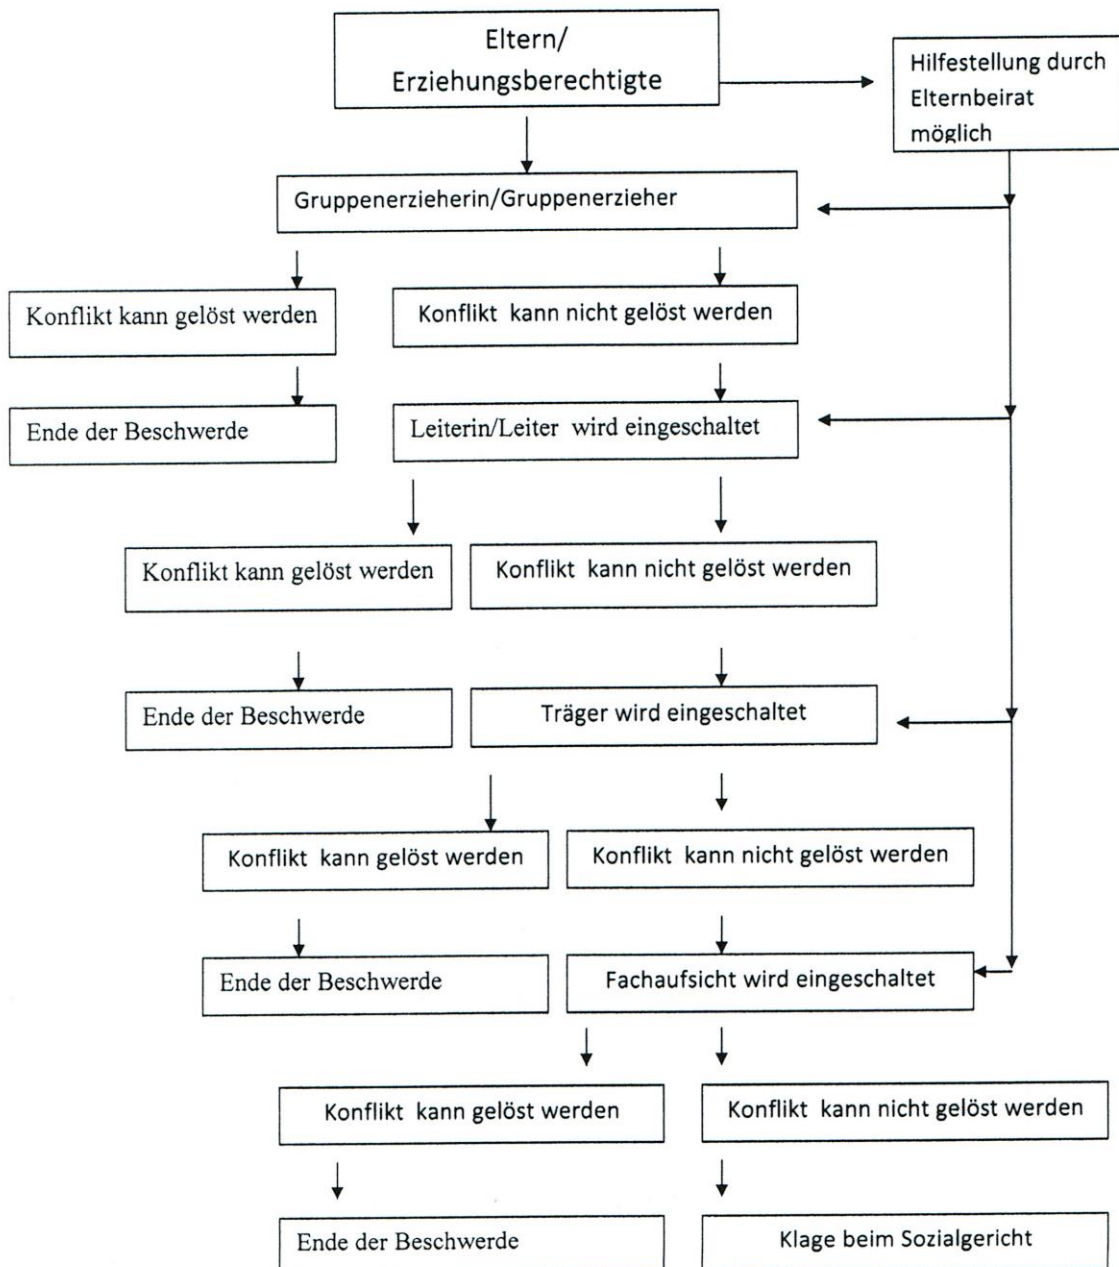 Eltern/
Erziehungsberechtigte
Hilfestellung durch
Elternbeirat
möglich
Gruppenerzieherin/Gruppenerzieher
Konflikt kann gelöst werden
Konflikt kann nicht gelöst werden
Ende der Beschwerde
Leiterin/Leiter wird eingeschaltet
Konflikt kann gelöst werden
Konflikt kann nicht gelöst werden
Ende der Beschwerde
Träger wird eingeschaltet
Konflikt kann gelöst werden
Konflikt kann nicht gelöst werden
Ende der Beschwerde
Fachaufsicht wird eingeschaltet
Konflikt kann gelöst werden
Konflikt kann nicht gelöst werden
Ende der Beschwerde
Klage beim Sozialgericht